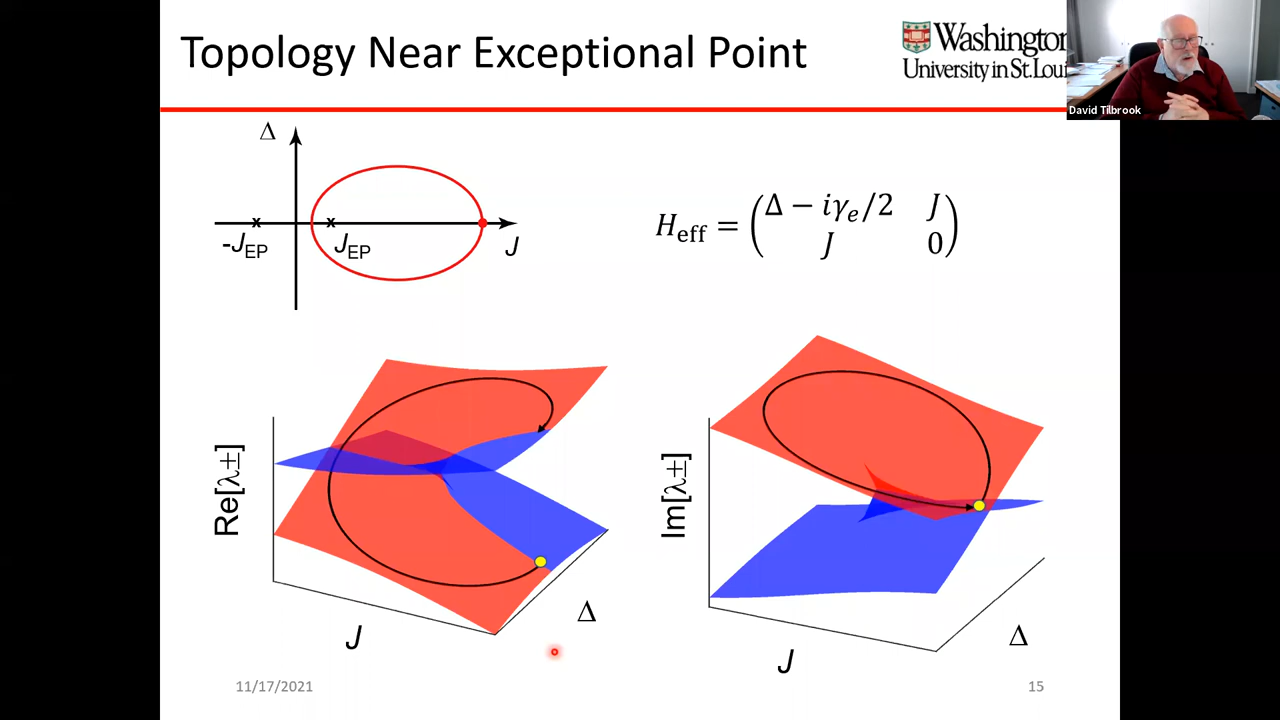 Topology Near Exceptional Point
Washington
University in St.Loui
David Tilbrook
Δ
-J_EP
J_EP
J
H_eff = (Δ − iγ_e/2 J
J 0)
Re[λ±]
J
Δ
Im[λ±]
J
Δ
11/17/2021
15